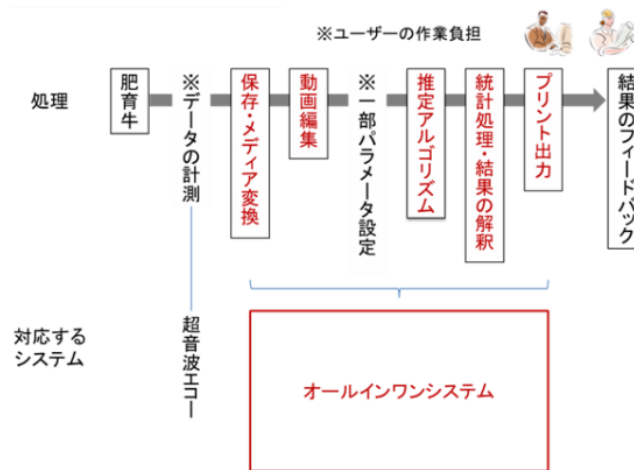 ※ユーザーの作業負担
処理
肥育牛
※データの計測
保存・メディア変換
動画編集
※一部パラメータ設定
推定アルゴリズム
統計処理・結果の解釈
プリント出力
結果のフィードバック
対応する
システム
超音波エコー
オールインワンシステム